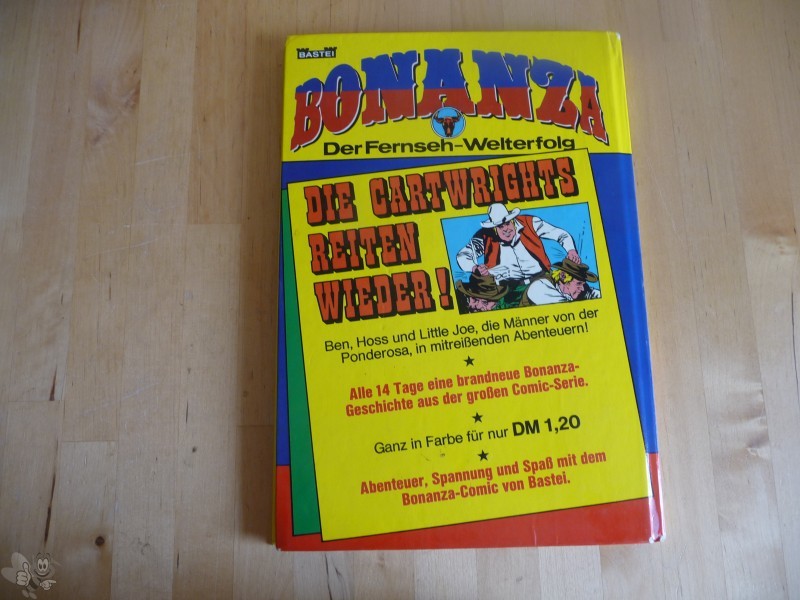 BASTEI
BONANZA
Der Fernseh-Welterfolg
DIE CARTWRIGHTS
REITEN
WIEDER!
Ben, Hoss und Little Joe, die Männer von der
Ponderosa, in mitreißenden Abenteuern!
★
Alle 14 Tage eine brandneue Bonanza-
Geschichte aus der großen Comic-Serie.
★
Ganz in Farbe für nur DM 1,20
★
Abenteuer, Spannung und Spaß mit dem
Bonanza-Comic von Bastei.